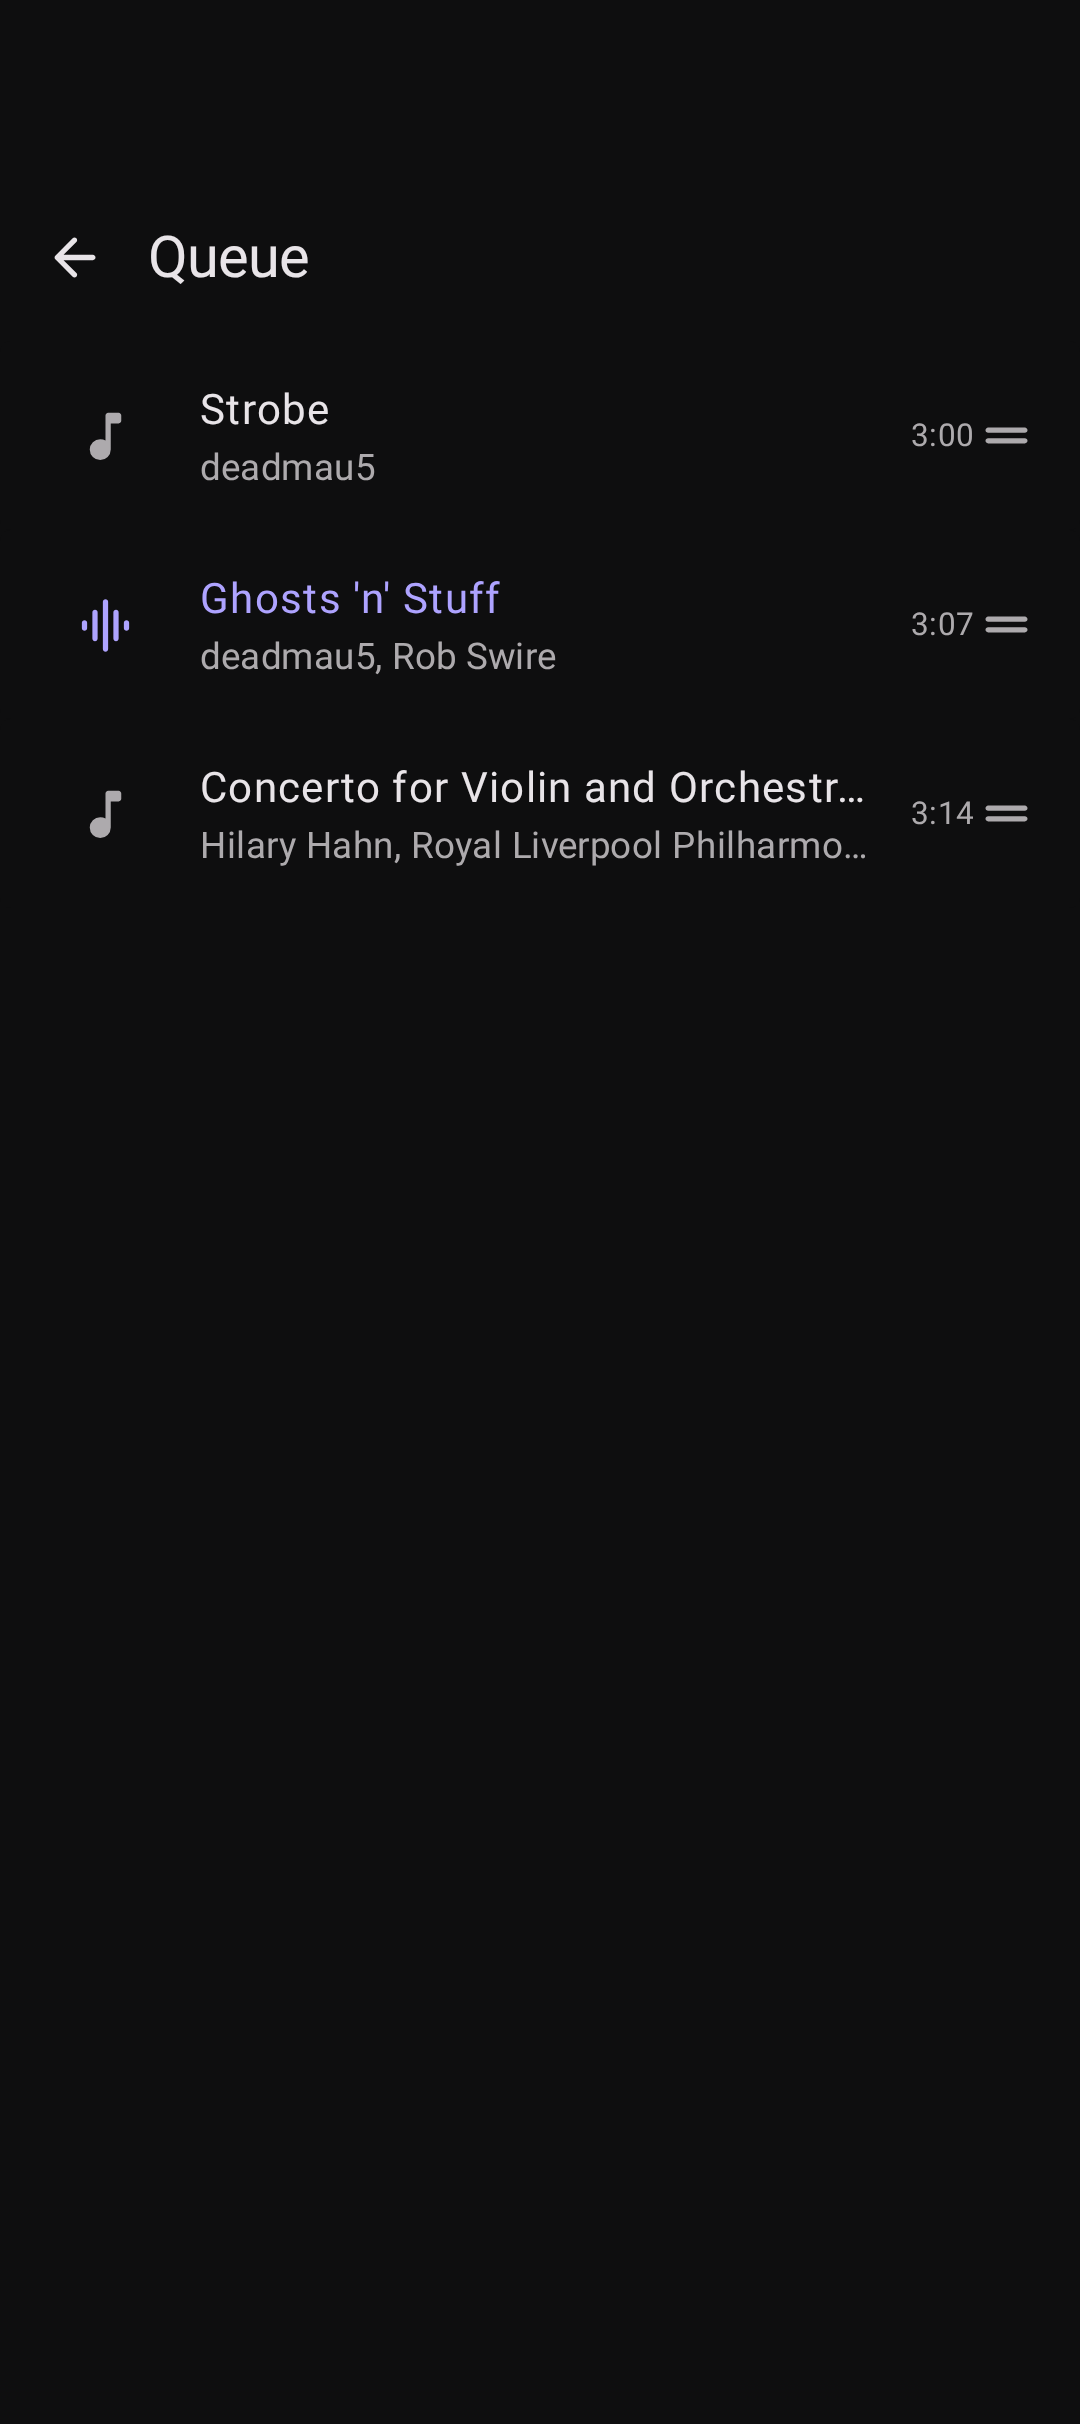 Queue
Strobe
deadmau5
3:00
Ghosts 'n' Stuff
deadmau5, Rob Swire
3:07
Concerto for Violin and Orchestr…
Hilary Hahn, Royal Liverpool Philharmo…
3:14